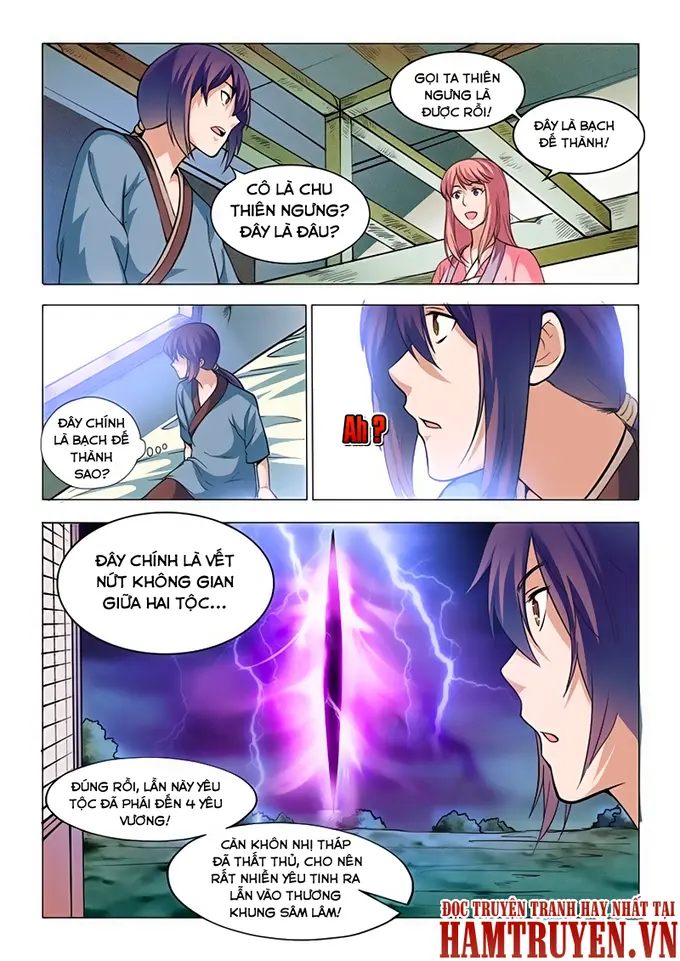 GỌI TA THIÊN
NGƯNG LÀ
ĐƯỢC RỒI!
ĐÂY LÀ BẠCH
ĐẾ THÀNH!
CÔ LÀ CHU
THIÊN NGƯNG?
ĐÂY LÀ ĐÂU?
ĐÂY CHÍNH
LÀ BẠCH ĐẾ
THÀNH
SAO?
Ah ?
ĐÂY CHÍNH LÀ VẾT
NỨT KHÔNG GIAN
GIỮA HAI TỘC...
ĐÚNG RỒI, LẦN NÀY YÊU
TỘC ĐÃ PHÁI ĐẾN 4 YÊU
VƯƠNG!
CÀN KHÔN NHỊ THÁP
ĐÃ THẤT THỦ, CHO NÊN
RẤT NHIỀU YÊU TINH RA
LẪN VÀO THƯƠNG
KHUNG SÂM LÂM!
ĐỌC TRUYỆN TRANH HAY NHẤT TẠI
HAMTRUYEN.VN